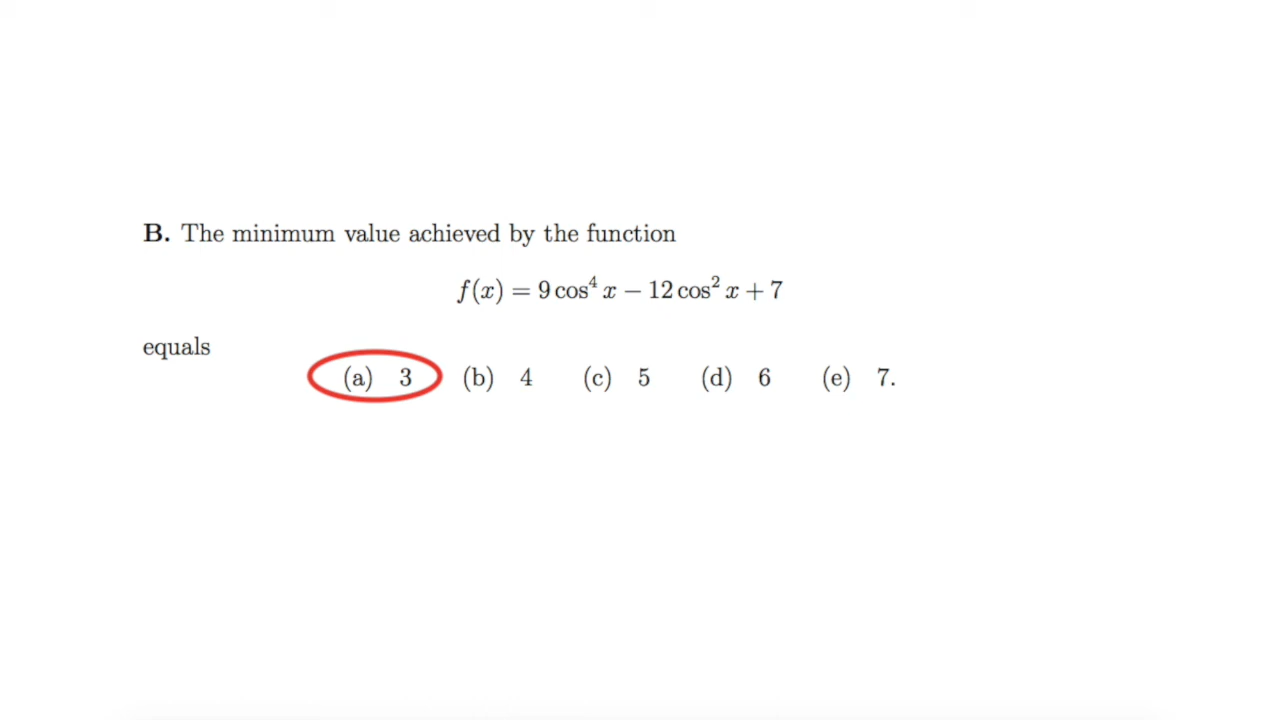 B. The minimum value achieved by the function
f(x) = 9 cos⁴ x − 12 cos² x + 7
equals
(a) 3 (b) 4 (c) 5 (d) 6 (e) 7.